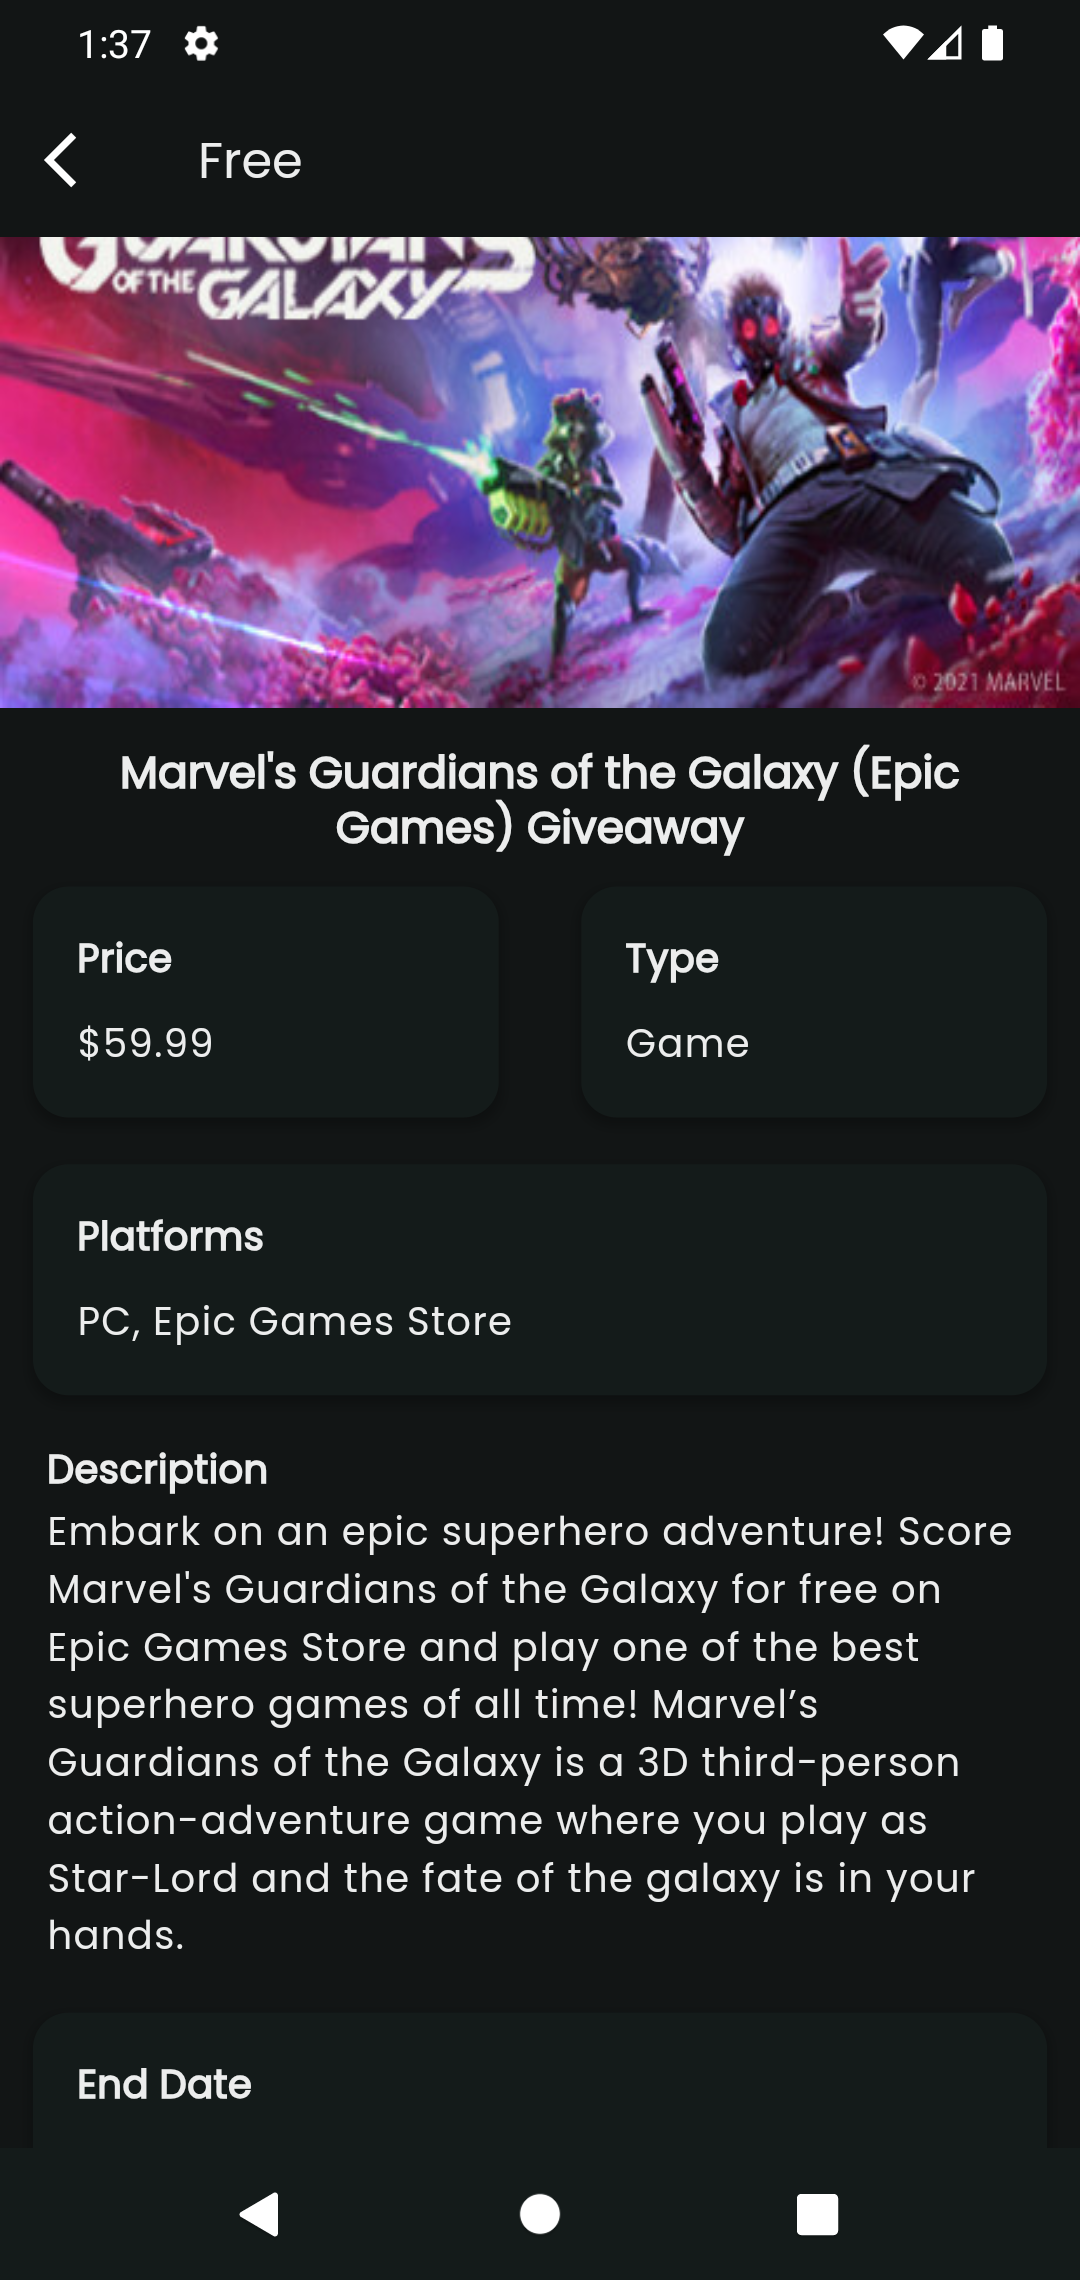 1:37
Free
GUARDIANS
OF THE
GALAXY
© 2021 MARVEL
Marvel's Guardians of the Galaxy (Epic
Games) Giveaway
Price
Type
$59.99
Game
Platforms
PC, Epic Games Store
Description
Embark on an epic superhero adventure! Score
Marvel's Guardians of the Galaxy for free on
Epic Games Store and play one of the best
superhero games of all time! Marvel’s
Guardians of the Galaxy is a 3D third-person
action-adventure game where you play as
Star-Lord and the fate of the galaxy is in your
hands.
End Date